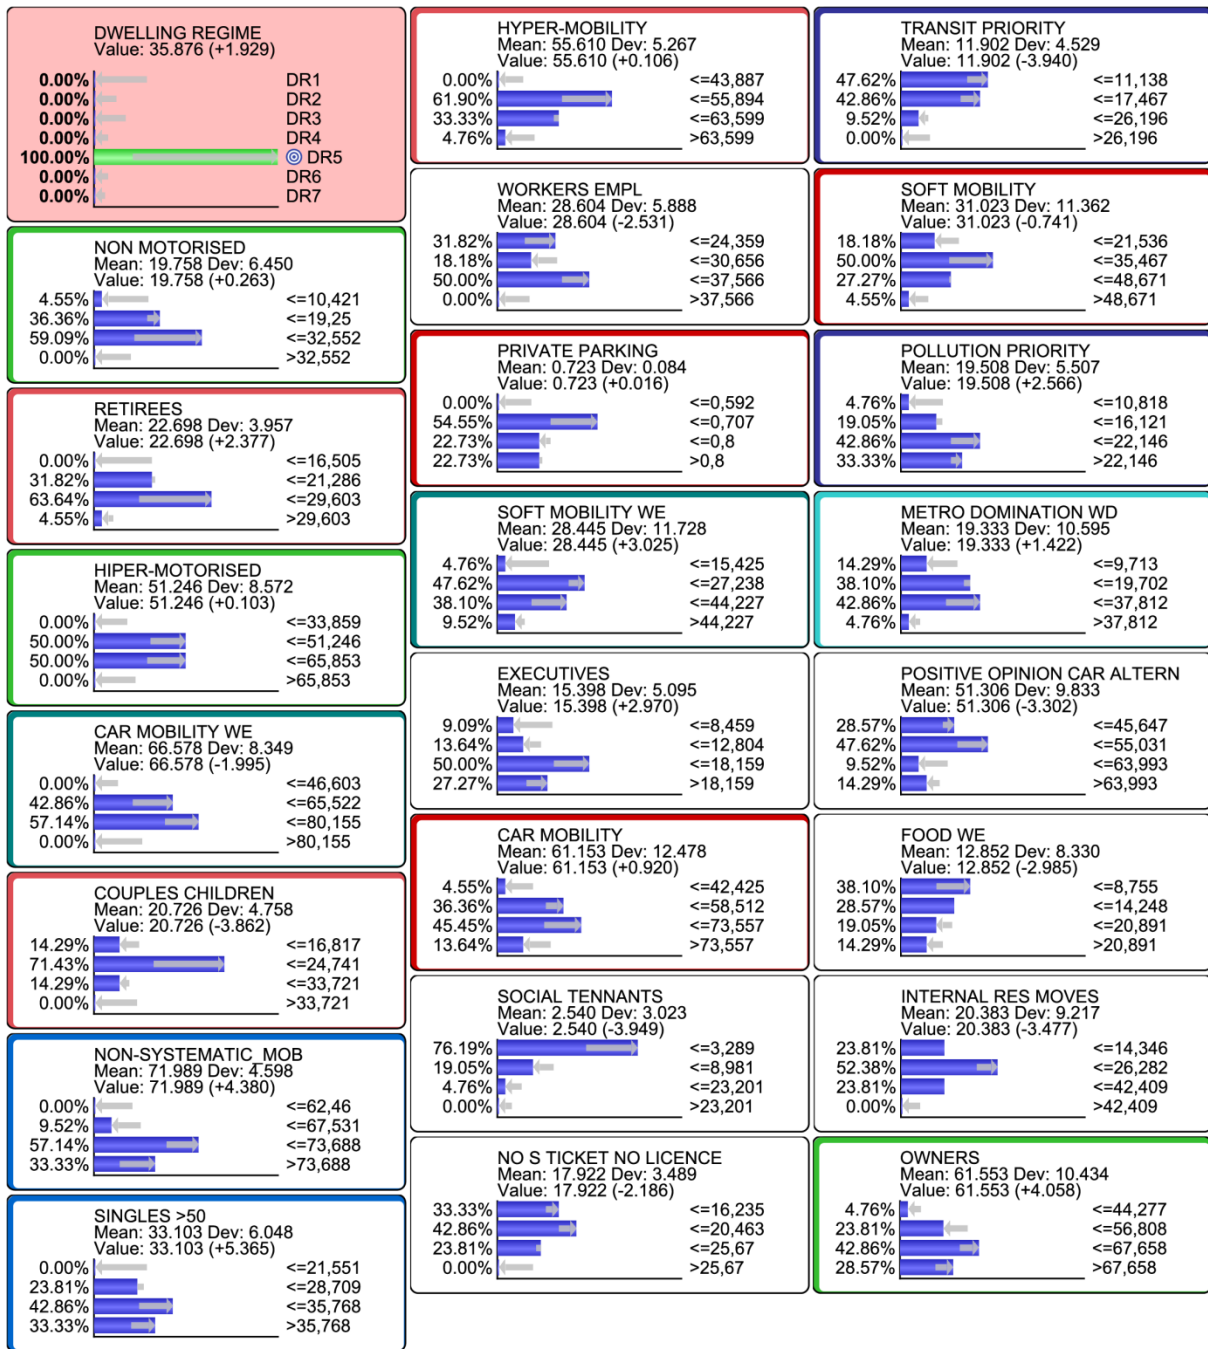 DWELLING REGIME
Value: 35.876 (+1.929)
0.00% DR1
0.00% DR2
0.00% DR3
0.00% DR4
100.00% DR5
0.00% DR6
0.00% DR7
NON MOTORISED
Mean: 19.758 Dev: 6.450
Value: 19.758 (+0.263)
4.55% <=10,421
36.36% <=19,25
59.09% <=32,552
0.00% >32,552
RETIREES
Mean: 22.698 Dev: 3.957
Value: 22.698 (+2.377)
0.00% <=16,505
31.82% <=21,286
63.64% <=29,603
4.55% >29,603
HIPER-MOTORISED
Mean: 51.246 Dev: 8.572
Value: 51.246 (+0.103)
0.00% <=33,859
50.00% <=51,246
50.00% <=65,853
0.00% >65,853
CAR MOBILITY WE
Mean: 66.578 Dev: 8.349
Value: 66.578 (-1.995)
0.00% <=46,603
42.86% <=65,522
57.14% <=80,155
0.00% >80,155
COUPLES CHILDREN
Mean: 20.726 Dev: 4.758
Value: 20.726 (-3.862)
14.29% <=16,817
71.43% <=24,741
14.29% <=33,721
0.00% >33,721
NON-SYSTEMATIC_MOB
Mean: 71.989 Dev: 4.598
Value: 71.989 (+4.380)
0.00% <=62,46
9.52% <=67,531
57.14% <=73,688
33.33% >73,688
SINGLES >50
Mean: 33.103 Dev: 6.048
Value: 33.103 (+5.365)
0.00% <=21,551
23.81% <=28,709
42.86% <=35,768
33.33% >35,768
HYPER-MOBILITY
Mean: 55.610 Dev: 5.267
Value: 55.610 (+0.106)
0.00% <=43,887
61.90% <=55,894
33.33% <=63,599
4.76% >63,599
WORKERS EMPL
Mean: 28.604 Dev: 5.888
Value: 28.604 (-2.531)
31.82% <=24,359
18.18% <=30,656
50.00% <=37,566
0.00% >37,566
PRIVATE PARKING
Mean: 0.723 Dev: 0.084
Value: 0.723 (+0.016)
0.00% <=0,592
54.55% <=0,707
22.73% <=0,8
22.73% >0,8
SOFT MOBILITY WE
Mean: 28.445 Dev: 11.728
Value: 28.445 (+3.025)
4.76% <=15,425
47.62% <=27,238
38.10% <=44,227
9.52% >44,227
EXECUTIVES
Mean: 15.398 Dev: 5.095
Value: 15.398 (+2.970)
9.09% <=8,459
13.64% <=12,804
50.00% <=18,159
27.27% >18,159
CAR MOBILITY
Mean: 61.153 Dev: 12.478
Value: 61.153 (+0.920)
4.55% <=42,425
36.36% <=58,512
45.45% <=73,557
13.64% >73,557
SOCIAL TENNANTS
Mean: 2.540 Dev: 3.023
Value: 2.540 (-3.949)
76.19% <=3,289
19.05% <=8,981
4.76% <=23,201
0.00% >23,201
NO S TICKET NO LICENCE
Mean: 17.922 Dev: 3.489
Value: 17.922 (-2.186)
33.33% <=16,235
42.86% <=20,463
23.81% <=25,67
0.00% >25,67
TRANSIT PRIORITY
Mean: 11.902 Dev: 4.529
Value: 11.902 (-3.940)
47.62% <=11,138
42.86% <=17,467
9.52% <=26,196
0.00% >26,196
SOFT MOBILITY
Mean: 31.023 Dev: 11.362
Value: 31.023 (-0.741)
18.18% <=21,536
50.00% <=35,467
27.27% <=48,671
4.55% >48,671
POLLUTION PRIORITY
Mean: 19.508 Dev: 5.507
Value: 19.508 (+2.566)
4.76% <=10,818
19.05% <=16,121
42.86% <=22,146
33.33% >22,146
METRO DOMINATION WD
Mean: 19.333 Dev: 10.595
Value: 19.333 (+1.422)
14.29% <=9,713
38.10% <=19,702
42.86% <=37,812
4.76% >37,812
POSITIVE OPINION CAR ALTERN
Mean: 51.306 Dev: 9.833
Value: 51.306 (-3.302)
28.57% <=45,647
47.62% <=55,031
9.52% <=63,993
14.29% >63,993
FOOD WE
Mean: 12.852 Dev: 8.330
Value: 12.852 (-2.985)
38.10% <=8,755
28.57% <=14,248
19.05% <=20,891
14.29% >20,891
INTERNAL RES MOVES
Mean: 20.383 Dev: 9.217
Value: 20.383 (-3.477)
23.81% <=14,346
52.38% <=26,282
23.81% <=42,409
0.00% >42,409
OWNERS
Mean: 61.553 Dev: 10.434
Value: 61.553 (+4.058)
4.76% <=44,277
23.81% <=56,808
42.86% <=67,658
28.57% >67,658